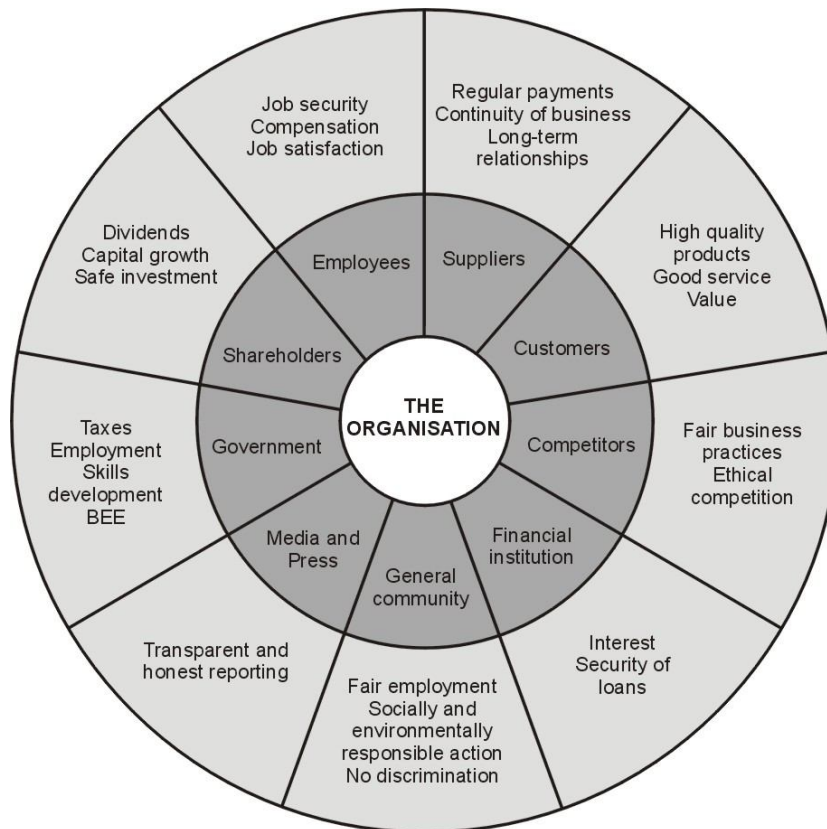 THE
ORGANISATION
Employees
Job security
Compensation
Job satisfaction
Suppliers
Regular payments
Continuity of business
Long-term
relationships
Customers
High quality
products
Good service
Value
Competitors
Fair business
practices
Ethical
competition
Financial
institution
Interest
Security of
loans
General
community
Fair employment
Socially and
environmentally
responsible action
No discrimination
Media and
Press
Transparent and
honest reporting
Government
Taxes
Employment
Skills
development
BEE
Shareholders
Dividends
Capital growth
Safe investment